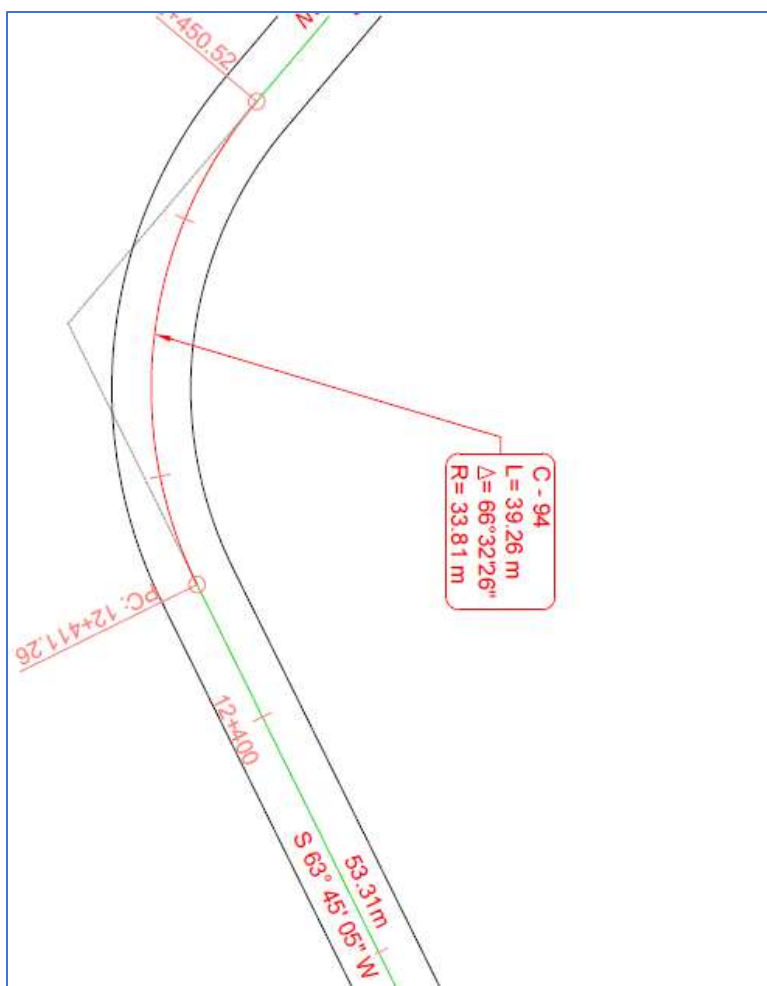 +450.52
C - 94
L= 39.26 m
Δ= 66°32'26"
R= 33.81 m
PC: 12+411.26
12+400
53.31m
S 63° 45' 05" W